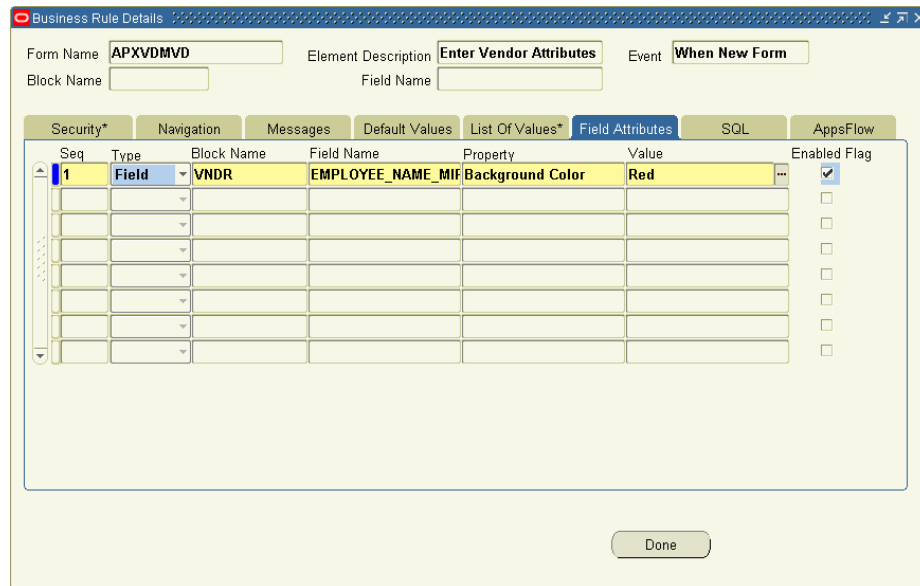 Business Rule Details
Form Name APXVDMVD Element Description Enter Vendor Attributes Event When New Form
Block Name Field Name
Security* Navigation Messages Default Values List Of Values* Field Attributes SQL AppsFlow
Seq Type Block Name Field Name Property Value Enabled Flag
1 Field VNDR EMPLOYEE_NAME_MIF Background Color Red ...
Done